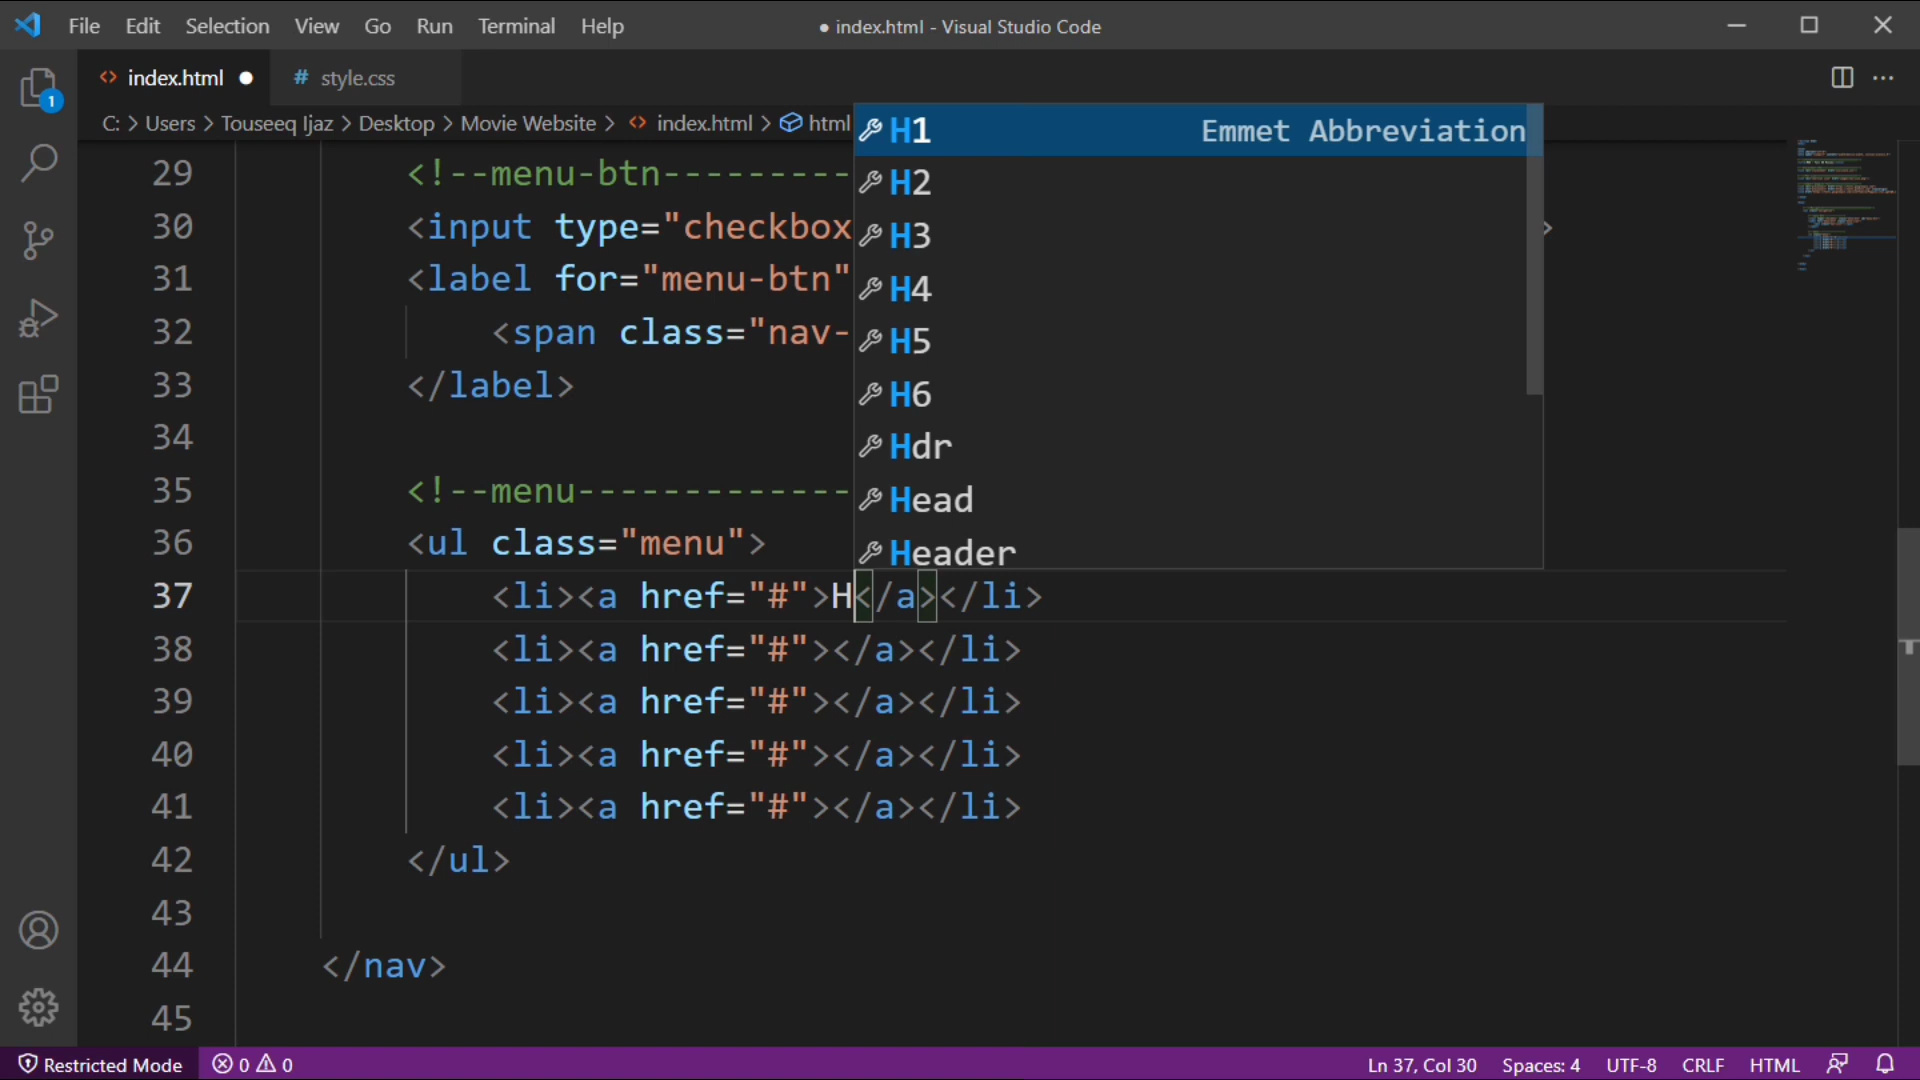 File Edit Selection View Go Run Terminal Help
● index.html - Visual Studio Code
1
<> index.html ●
# style.css
C: > Users > Touseeq Ijaz > Desktop > Movie Website > <> index.html > html
H1 Emmet Abbreviation
H2
H3
H4
H5
H6
Hdr
Head
Header
29 <!--menu-btn---------
30 <input type="checkbox >
31 <label for="menu-btn"
32 <span class="nav-
33 </label>
34
35 <!--menu-------------
36 <ul class="menu">
37 <li><a href="#">H</a></li>
38 <li><a href="#"></a></li>
39 <li><a href="#"></a></li>
40 <li><a href="#"></a></li>
41 <li><a href="#"></a></li>
42 </ul>
43
44 </nav>
45
Restricted Mode 0 0 Ln 37, Col 30 Spaces: 4 UTF-8 CRLF HTML